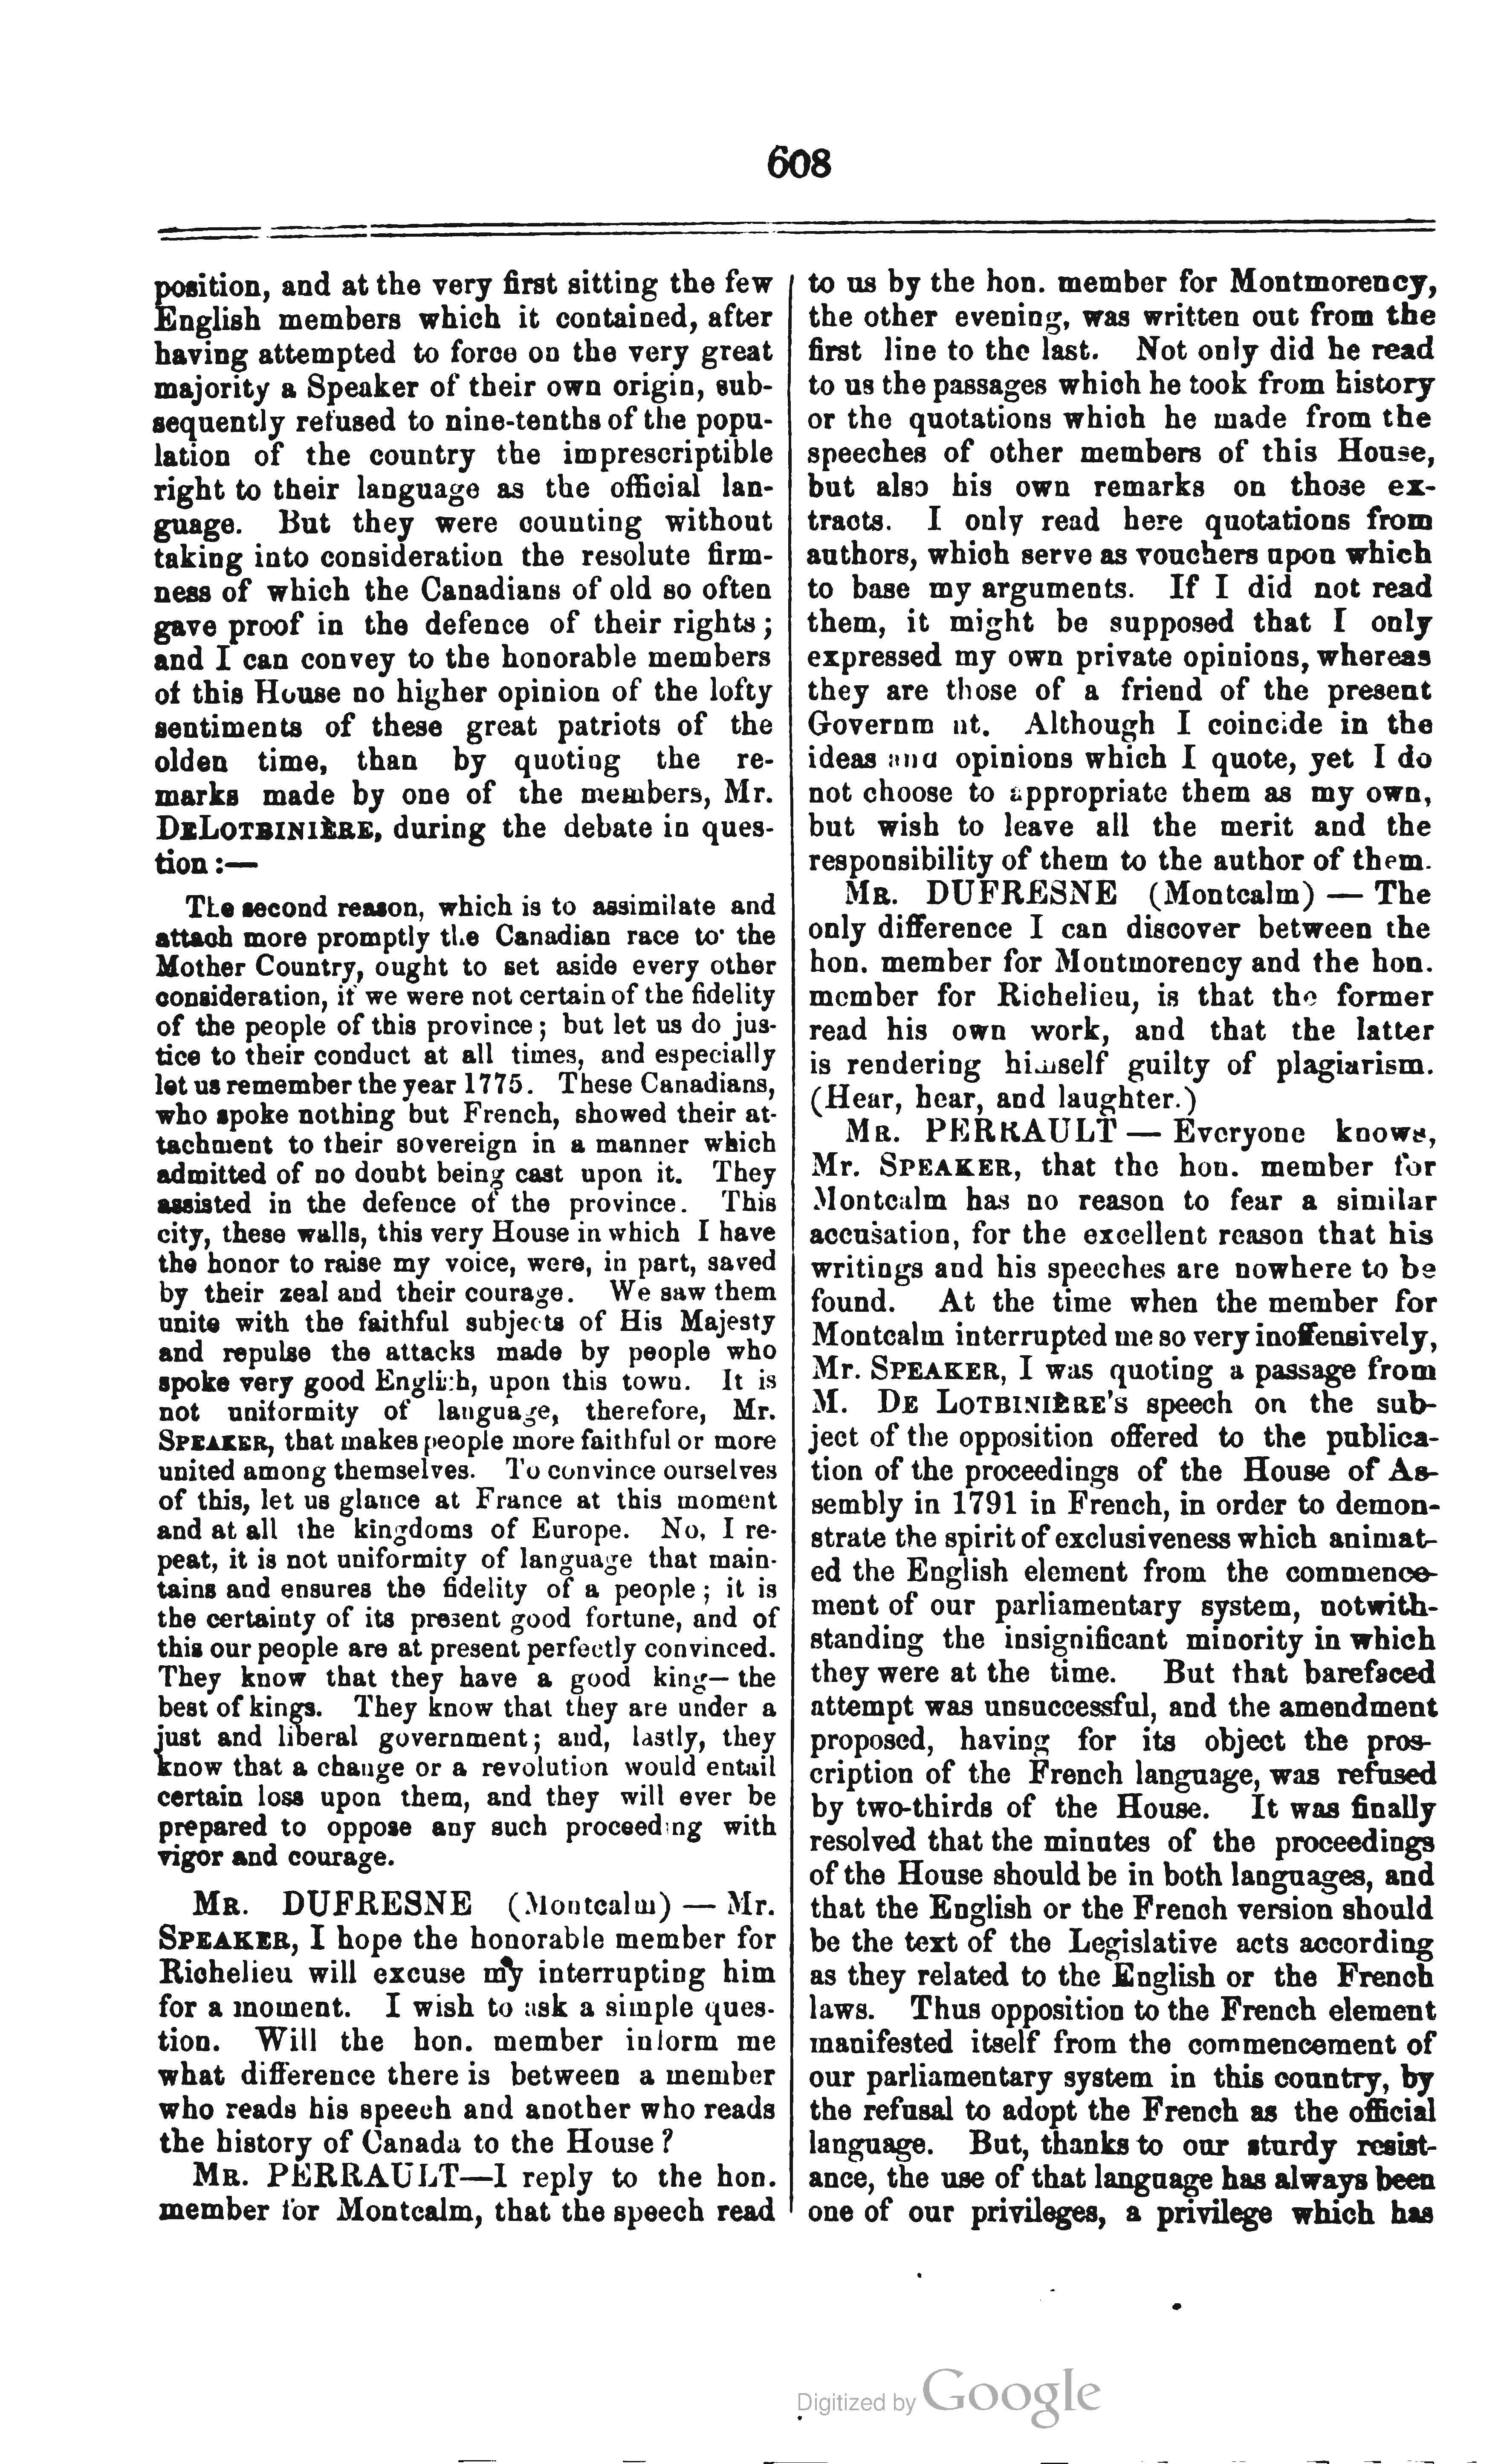 608
position, and at the very first sitting the few
English members which it contained, after
having attempted to force on the very great
majority a Speaker of their own origin, sub-
sequently refused to nine-tenths of the popu-
lation of the country the imprescriptible
right to their language as the official lan-
guage. But they were counting without
taking into consideration the resolute firm-
ness of which the Canadians of old so often
gave proof in the defence of their rights;
and I can convey to the honorable members
of this House no higher opinion of the lofty
sentiments of these great patriots of the
olden time, than by quoting the re-
marks made by one of the members, Mr.
DELOTBINIÈRE, during the debate in ques-
tion:—
The second reason, which is to assimilate and
attach more promptly the Canadian race to the
Mother Country, ought to set aside every other
consideration, if we were not certain of the fidelity
of the people of this province; but let us do jus-
tice to their conduct at all times, and especially
let us remember the year 1775. These Canadians,
who spoke nothing but French, showed their at-
tachment to their sovereign in a manner which
admitted of no doubt being cast upon it. They
assisted in the defence of the province. This
city, these walls, this very House in which I have
the honor to raise my voice, were, in part, saved
by their zeal and their courage. We saw them
unite with the faithful subjects of His Majesty
and repulse the attacks made by people who
spoke very good English, upon this town. It is
not uniformity of language, therefore, Mr.
SPEAKER, that makes people more faithful or more
united among themselves. To convince ourselves
of this, let us glance at France at this moment
and at all the kingdoms of Europe. No, I re-
peat, it is not uniformity of language that main-
tains and ensures the fidelity of a people; it is
the certainty of its present good fortune, and of
this our people are at present perfectly convinced.
They know that they have a good king—the
best of kings. They know that they are under a
just and liberal government; and, lastly, they
know that a change or a revolution would entail
certain loss upon them, and they will ever be
prepared to oppose any such proceeding with
vigor and courage.
MR. DUFRESNE (Montcalm) — Mr.
SPEAKER, I hope the honorable member for
Richelieu will excuse my interrupting him
for a moment. I wish to ask a simple ques-
tion. Will the hon. member inform me
what difference there is between a member
who reads his speech and another who reads
the history of Canada to the House?
MR. PERRAULT—I reply to the hon.
member for Montcalm, that the speech read
to us by the hon. member for Montmorency,
the other evening, was written out from the
first line to the last. Not only did he read
to us the passages which he took from history
or the quotations which he made from the
speeches of other members of this House,
but also his own remarks on those ex-
tracts. I only read here quotations from
authors, which serve as vouchers upon which
to base my arguments. If I did not read
them, it might be supposed that I only
expressed my own private opinions, whereas
they are those of a friend of the present
Governm nt. Although I coincide in the
ideas and opinions which I quote, yet I do
not choose to appropriate them as my own,
but wish to leave all the merit and the
responsibility of them to the author of them.
MR. DUFRESNE (Montcalm) — The
only difference I can discover between the
hon. member for Montmorency and the hon.
member for Richelieu, is that the former
read his own work, and that the latter
is rendering himself guilty of plagiarism.
(Hear, hear, and laughter.)
MR. PERRAULT — Everyone knows,
Mr. SPEAKER, that the hon. member for
Montcalm has no reason to fear a similar
accusation, for the excellent reason that his
writings and his speeches are nowhere to be
found. At the time when the member for
Montcalm interrupted me so very inoffensively,
Mr. SPEAKER, I was quoting a passage from
M. DE LOTBINIÈRE'S speech on the sub-
ject of the opposition offered to the publica-
tion of the proceedings of the House of As-
sembly in 1791 in French, in order to demon-
strate the spirit of exclusiveness which animat-
ed the English element from the commence-
ment of our parliamentary system, notwith-
standing the insignificant minority in which
they were at the time. But that barefaced
attempt was unsuccessful, and the amendment
proposed, having for its object the pros-
cription of the French language, was refused
by two-thirds of the House. It was finally
resolved that the minutes of the proceedings
of the House should be in both languages, and
that the English or the French version should
be the text of the Legislative acts according
as they related to the English or the French
laws. Thus opposition to the French element
manifested itself from the commencement of
our parliamentary system in this country, by
the refusal to adopt the French as the official
language. But, thanks to our sturdy resist-
ance, the use of that language has always been
one of our privileges, a privilege which has
Digitized by Google